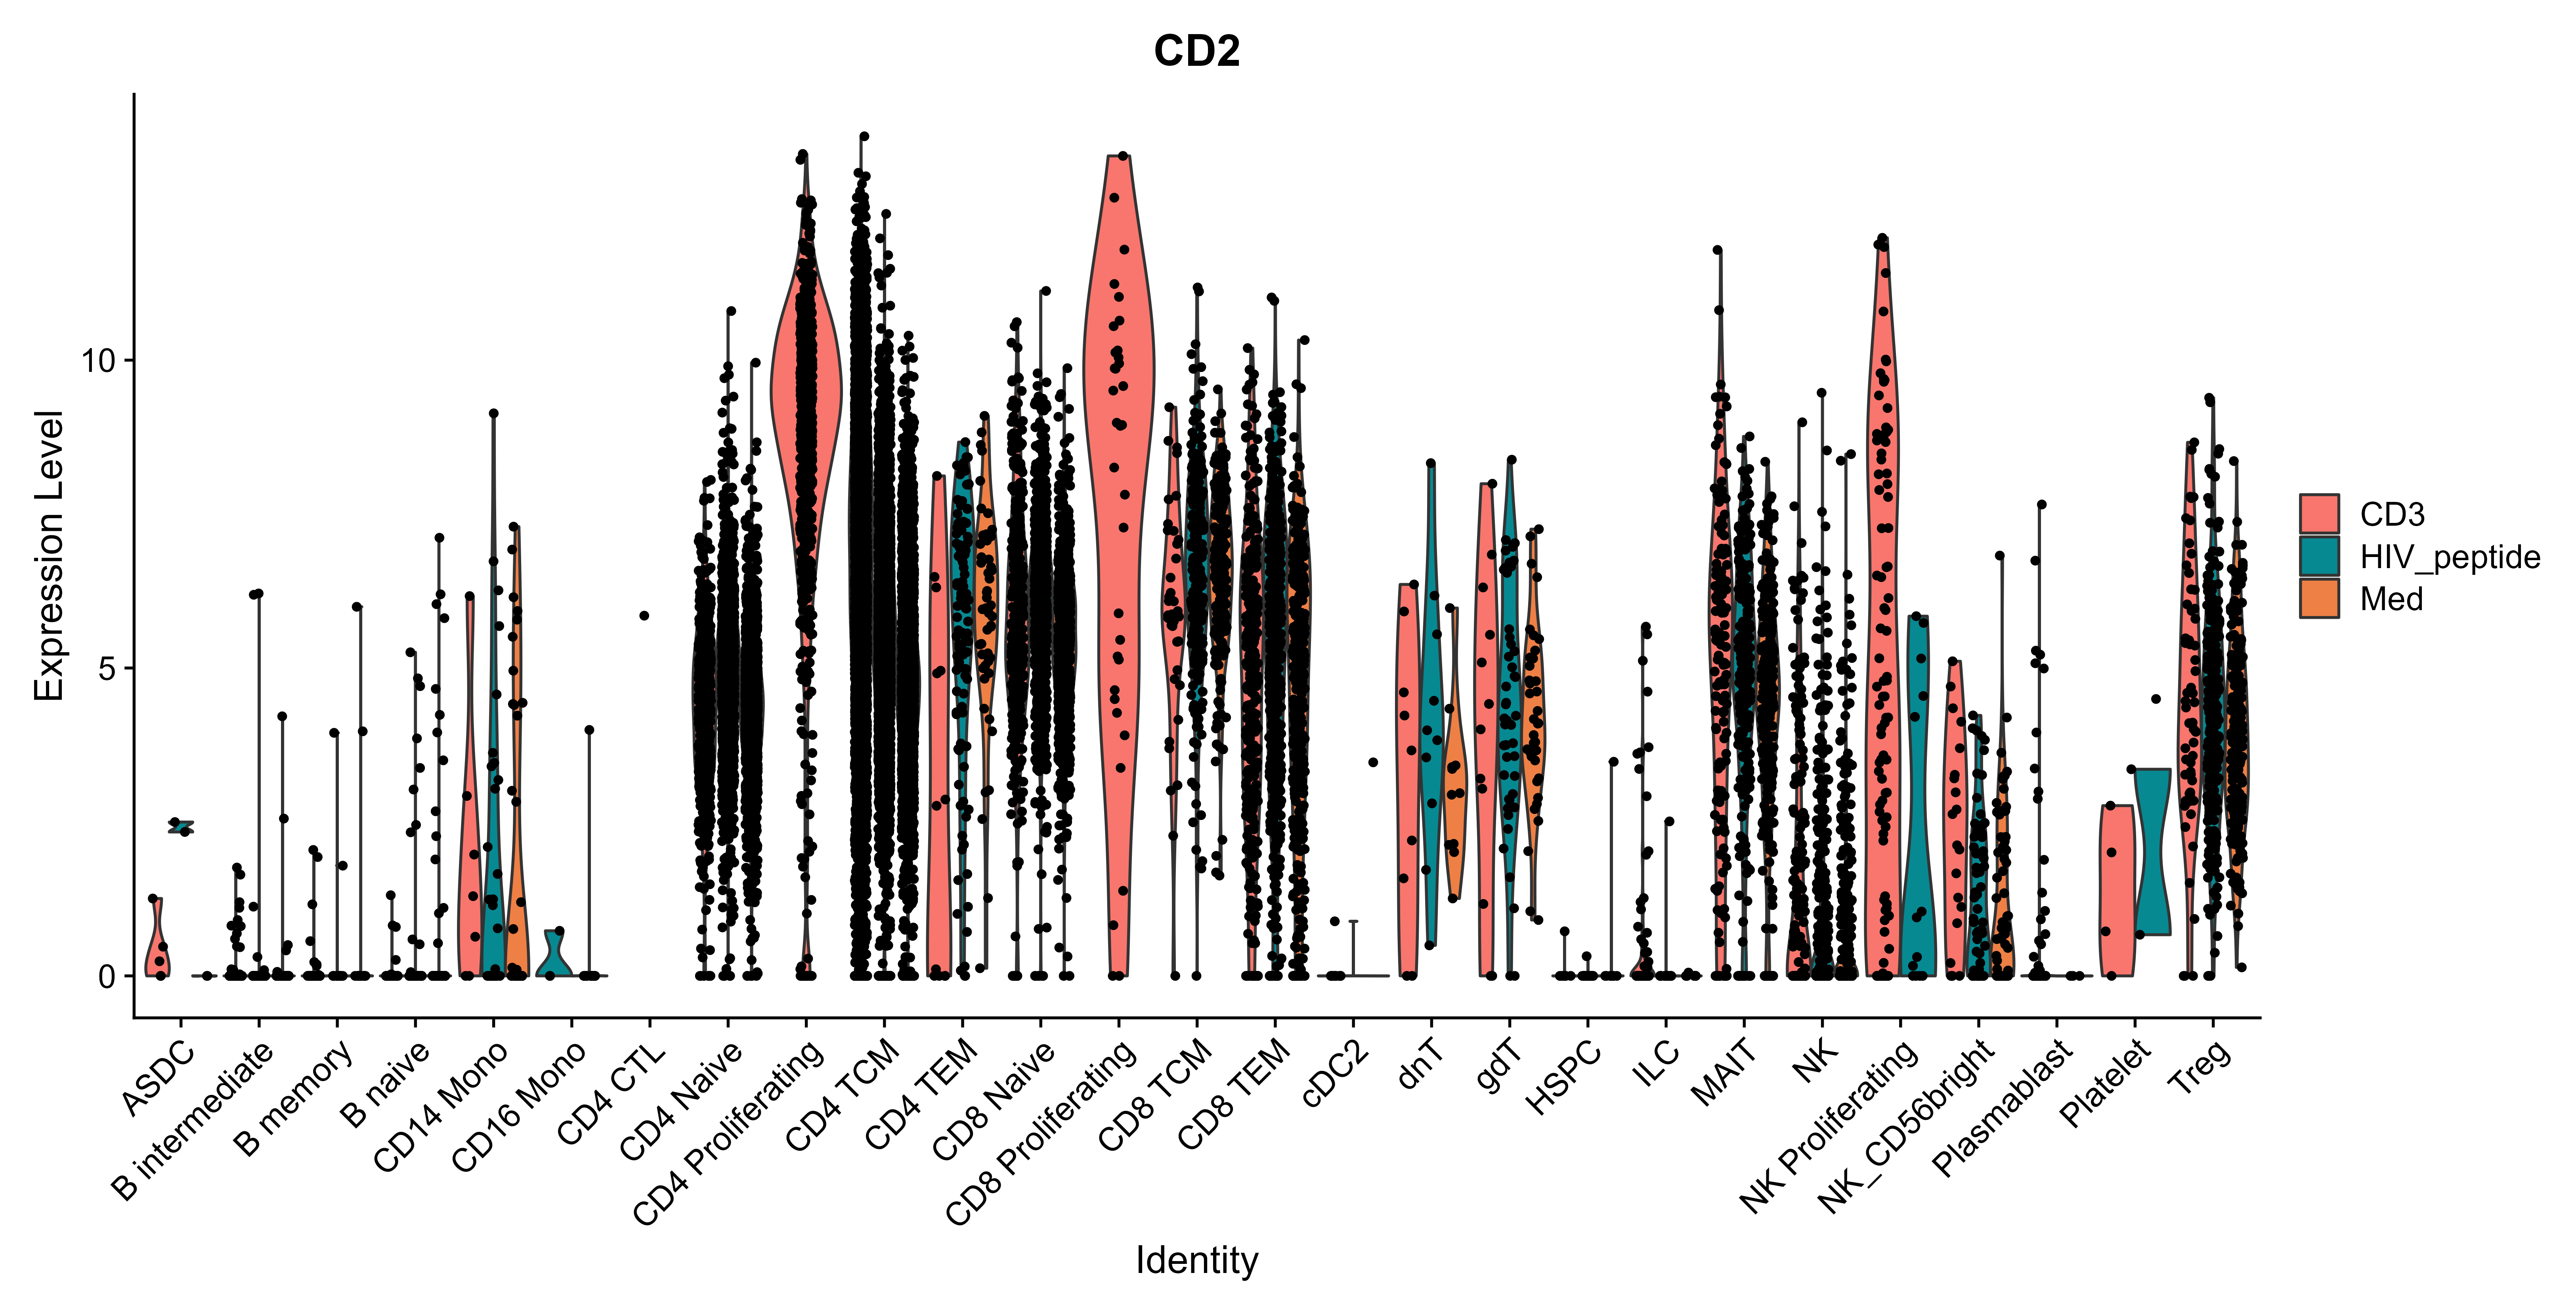 CD2
Expression Level
10
5
0
ASDC
B intermediate
B memory
B naive
CD14 Mono
CD16 Mono
CD4 CTL
CD4 Naive
CD4 Proliferating
CD4 TCM
CD4 TEM
CD8 Naive
CD8 Proliferating
CD8 TCM
CD8 TEM
cDC2
dnT
gdT
HSPC
ILC
MAIT
NK
NK Proliferating
NK_CD56bright
Plasmablast
Platelet
Treg
Identity
CD3
HIV_peptide
Med